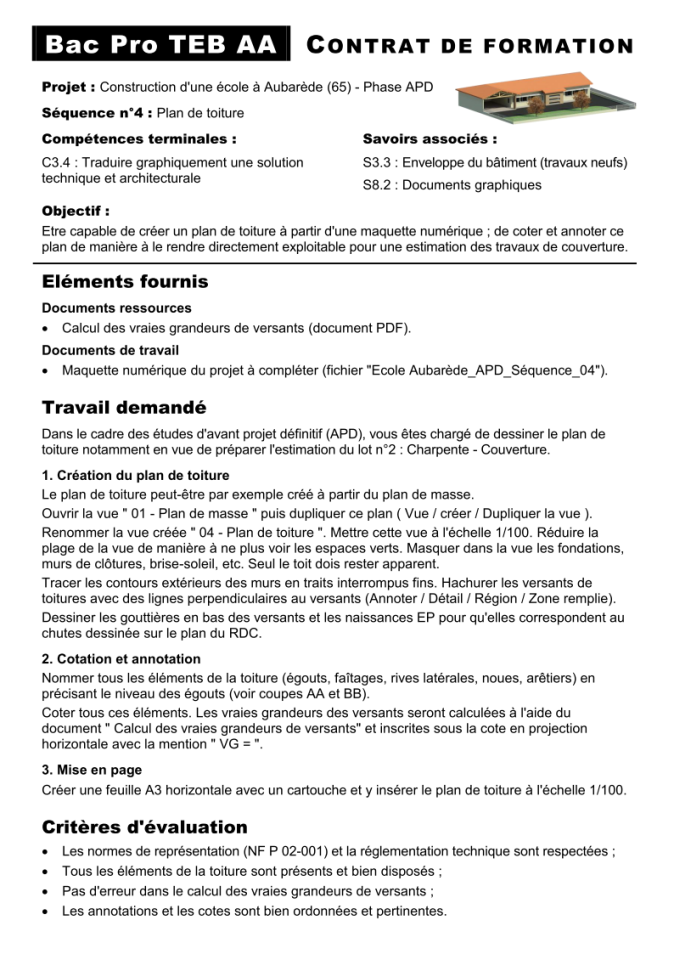 Bac Pro TEB AA CONTRAT DE FORMATION
Projet : Construction d'une école à Aubarède (65) - Phase APD
Séquence n°4 : Plan de toiture
Compétences terminales :
C3.4 : Traduire graphiquement une solution
technique et architecturale
Savoirs associés :
S3.3 : Enveloppe du bâtiment (travaux neufs)
S8.2 : Documents graphiques
Objectif :
Etre capable de créer un plan de toiture à partir d'une maquette numérique ; de coter et annoter ce
plan de manière à le rendre directement exploitable pour une estimation des travaux de couverture.
Eléments fournis
Documents ressources
• Calcul des vraies grandeurs de versants (document PDF).
Documents de travail
• Maquette numérique du projet à compléter (fichier "Ecole Aubarède_APD_Séquence_04").
Travail demandé
Dans le cadre des études d'avant projet définitif (APD), vous êtes chargé de dessiner le plan de
toiture notamment en vue de préparer l'estimation du lot n°2 : Charpente - Couverture.
1. Création du plan de toiture
Le plan de toiture peut-être par exemple créé à partir du plan de masse.
Ouvrir la vue " 01 - Plan de masse " puis dupliquer ce plan ( Vue / créer / Dupliquer la vue ).
Renommer la vue créée " 04 - Plan de toiture ". Mettre cette vue à l'échelle 1/100. Réduire la
plage de la vue de manière à ne plus voir les espaces verts. Masquer dans la vue les fondations,
murs de clôtures, brise-soleil, etc. Seul le toit dois rester apparent.
Tracer les contours extérieurs des murs en traits interrompus fins. Hachurer les versants de
toitures avec des lignes perpendiculaires au versants (Annoter / Détail / Région / Zone remplie).
Dessiner les gouttières en bas des versants et les naissances EP pour qu'elles correspondent au
chutes dessinée sur le plan du RDC.
2. Cotation et annotation
Nommer tous les éléments de la toiture (égouts, faîtages, rives latérales, noues, arêtiers) en
précisant le niveau des égouts (voir coupes AA et BB).
Coter tous ces éléments. Les vraies grandeurs des versants seront calculées à l'aide du
document " Calcul des vraies grandeurs de versants" et inscrites sous la cote en projection
horizontale avec la mention " VG = ".
3. Mise en page
Créer une feuille A3 horizontale avec un cartouche et y insérer le plan de toiture à l'échelle 1/100.
Critères d'évaluation
• Les normes de représentation (NF P 02-001) et la réglementation technique sont respectées ;
• Tous les éléments de la toiture sont présents et bien disposés ;
• Pas d'erreur dans le calcul des vraies grandeurs de versants ;
• Les annotations et les cotes sont bien ordonnées et pertinentes.